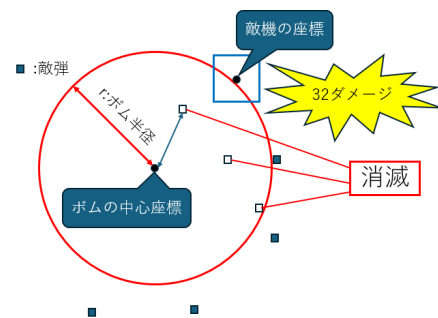 敵機の座標
■ :敵弾
32ダメージ
r:ボム半径
消滅
ボムの中心座標